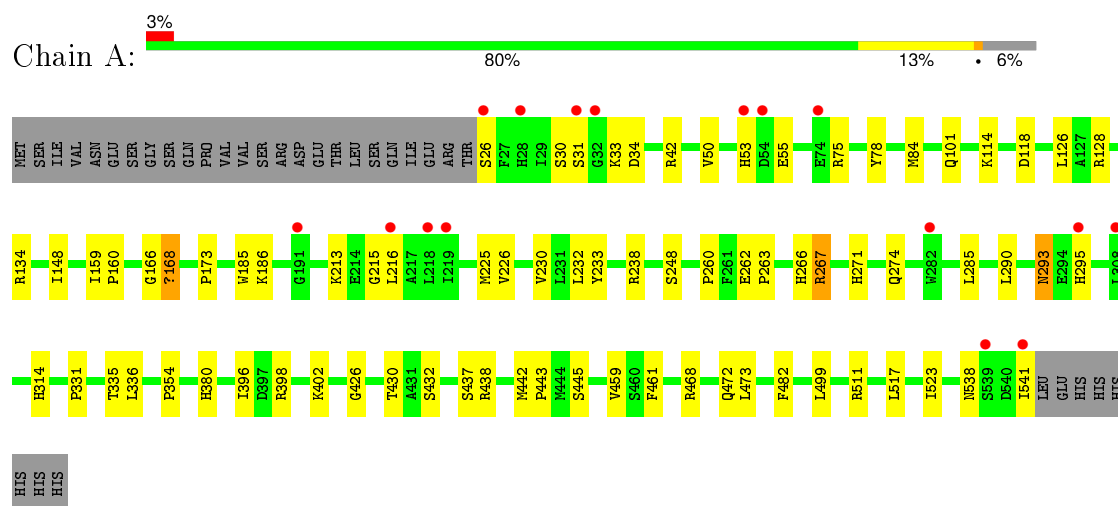 3%
Chain A:
80% 13% • 6%
MET SER ILE VAL ASN GLU SER GLY SER GLN PRO VAL VAL SER ARG ASP GLU THR LEU SER GLN ILE GLU ARG THR S26 F27 H28 I29 S30 S31 G32 K33 D34 R42 V50 H53 D54 E55 E74 R75 Y78 M84 Q101 K114 D118 L126 A127 R128
R134 I148 I159 P160 G166 ?168 P173 W185 K186 G191 K213 E214 G215 L216 A217 L218 I219 M225 V226 V230 L231 L232 Y233 R238 S248 P260 F261 E262 P263 H266 R267 H271 Q274 W282 L285 L290 N293 E294 H295
H314 P331 T335 L336 P354 H380 I396 D397 R398 K402 G426 T430 A431 S432 S437 R438 M442 P443 M444 S445 V459 S460 F461 R468 Q472 L473 F482 L499 R511 L517 I523 N538 S539 D540 I541 LEU GLU HIS HIS HIS HIS
HIS HIS HIS